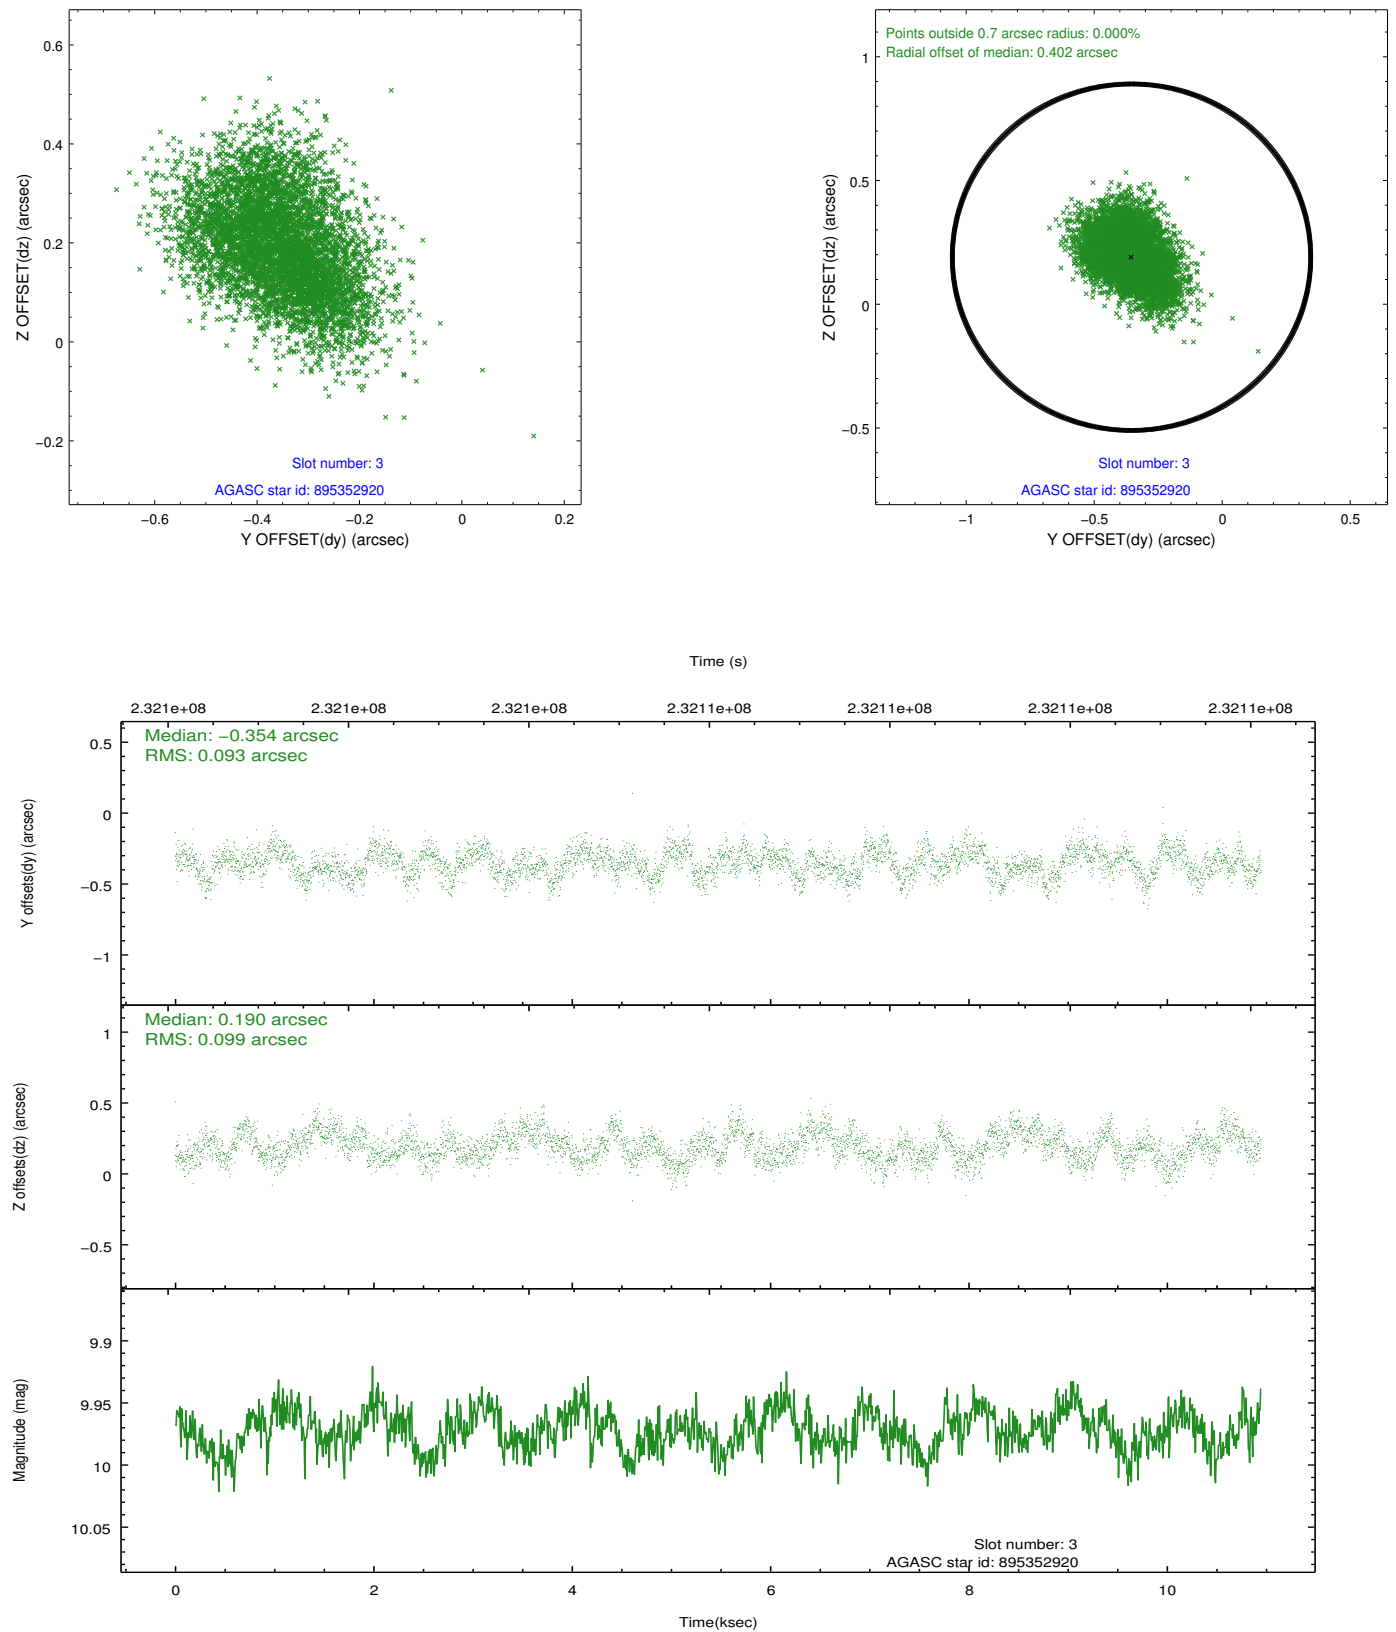 0.6
0.4
0.2
0
−0.2
−0.6
−0.4
−0.2
0
0.2
Z OFFSET(dz) (arcsec)
Y OFFSET(dy) (arcsec)
Slot number: 3
AGASC star id: 895352920
Points outside 0.7 arcsec radius: 0.000%
Radial offset of median: 0.402 arcsec
1
0.5
0
−0.5
−1
−0.5
0
0.5
Z OFFSET(dz) (arcsec)
Y OFFSET(dy) (arcsec)
Slot number: 3
AGASC star id: 895352920
Time (s)
2.321e+08
2.321e+08
2.321e+08
2.3211e+08
2.3211e+08
2.3211e+08
2.3211e+08
Median: −0.354 arcsec
RMS: 0.093 arcsec
0.5
0
−0.5
−1
Y offsets(dy) (arcsec)
Median: 0.190 arcsec
RMS: 0.099 arcsec
1
0.5
0
−0.5
Z offsets(dz) (arcsec)
9.9
9.95
10
10.05
Magnitude (mag)
Slot number: 3
AGASC star id: 895352920
0
2
4
6
8
10
Time(ksec)